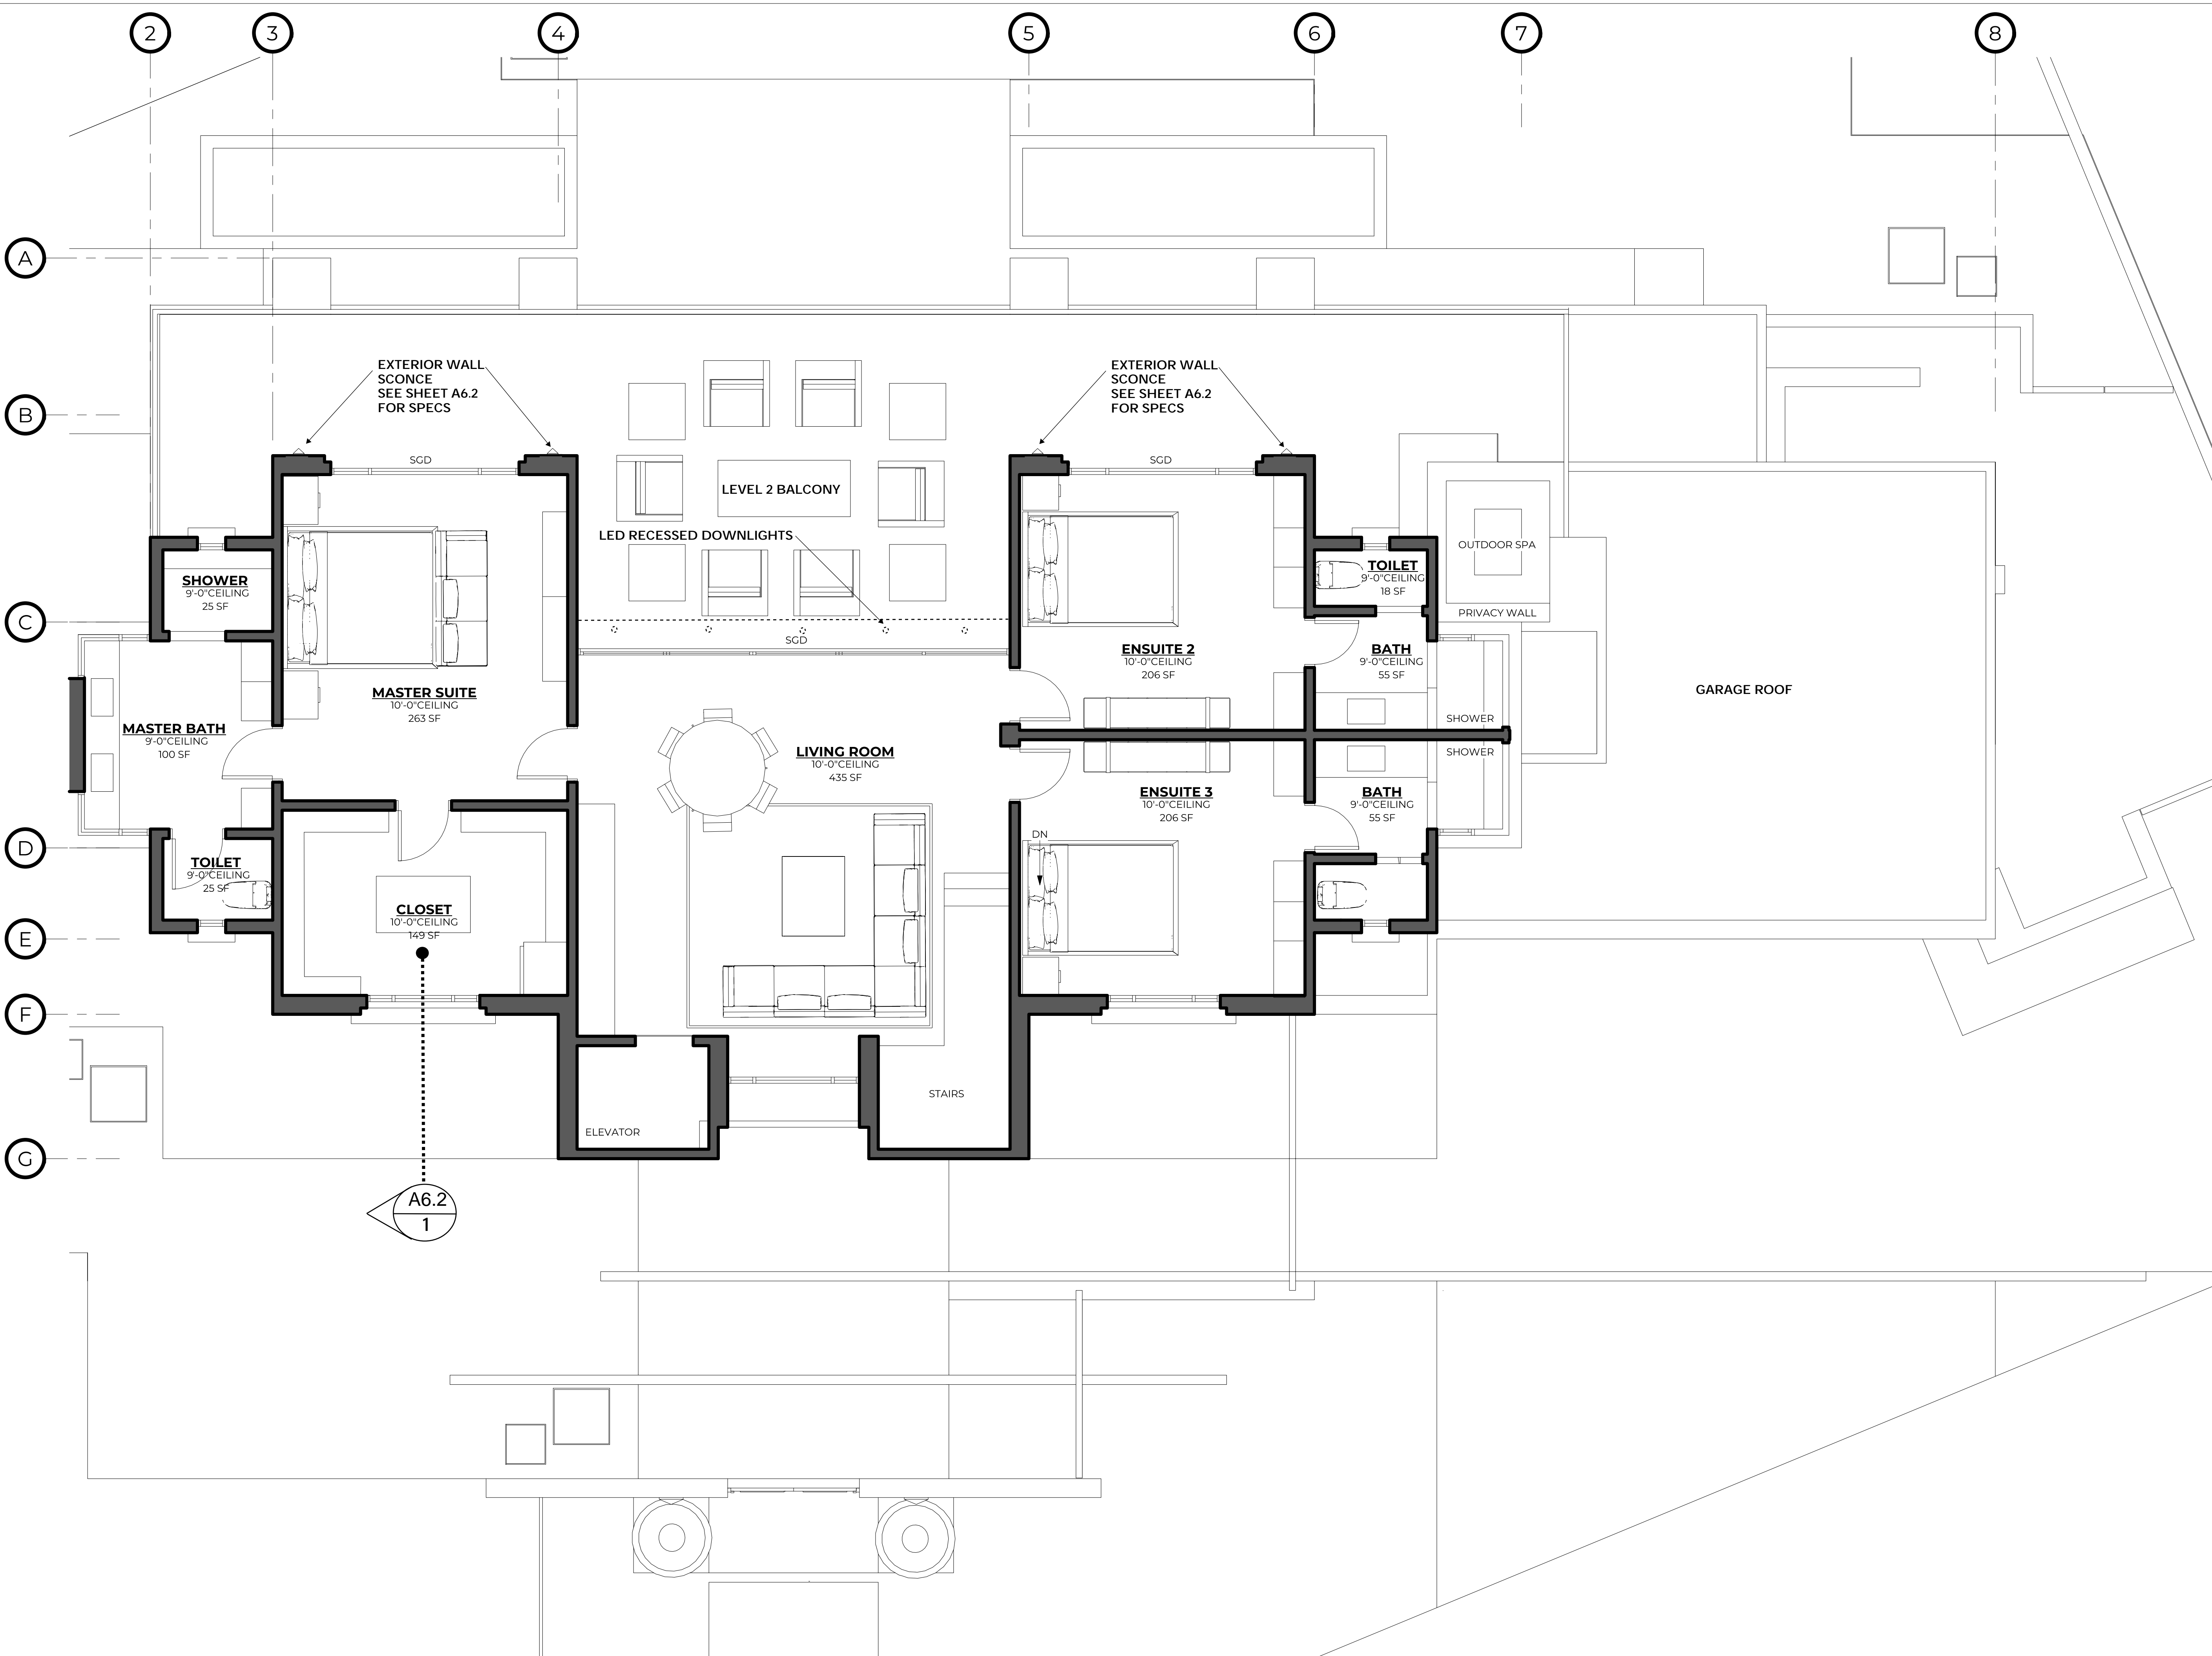 2
3
4
5
6
7
8
A
B
C
D
E
F
G
EXTERIOR WALL
SCONCE
SEE SHEET A6.2
FOR SPECS
EXTERIOR WALL
SCONCE
SEE SHEET A6.2
FOR SPECS
SGD
SGD
LEVEL 2 BALCONY
LED RECESSED DOWNLIGHTS
SGD
SHOWER
9'-0"CEILING
25 SF
MASTER SUITE
10'-0"CEILING
263 SF
MASTER BATH
9'-0"CEILING
100 SF
TOILET
9'-0"CEILING
25 SF
CLOSET
10'-0"CEILING
149 SF
LIVING ROOM
10'-0"CEILING
435 SF
ENSUITE 2
10'-0"CEILING
206 SF
ENSUITE 3
10'-0"CEILING
206 SF
DN
TOILET
9'-0"CEILING
18 SF
BATH
9'-0"CEILING
55 SF
BATH
9'-0"CEILING
55 SF
OUTDOOR SPA
PRIVACY WALL
SHOWER
SHOWER
GARAGE ROOF
ELEVATOR
STAIRS
A6.2
1